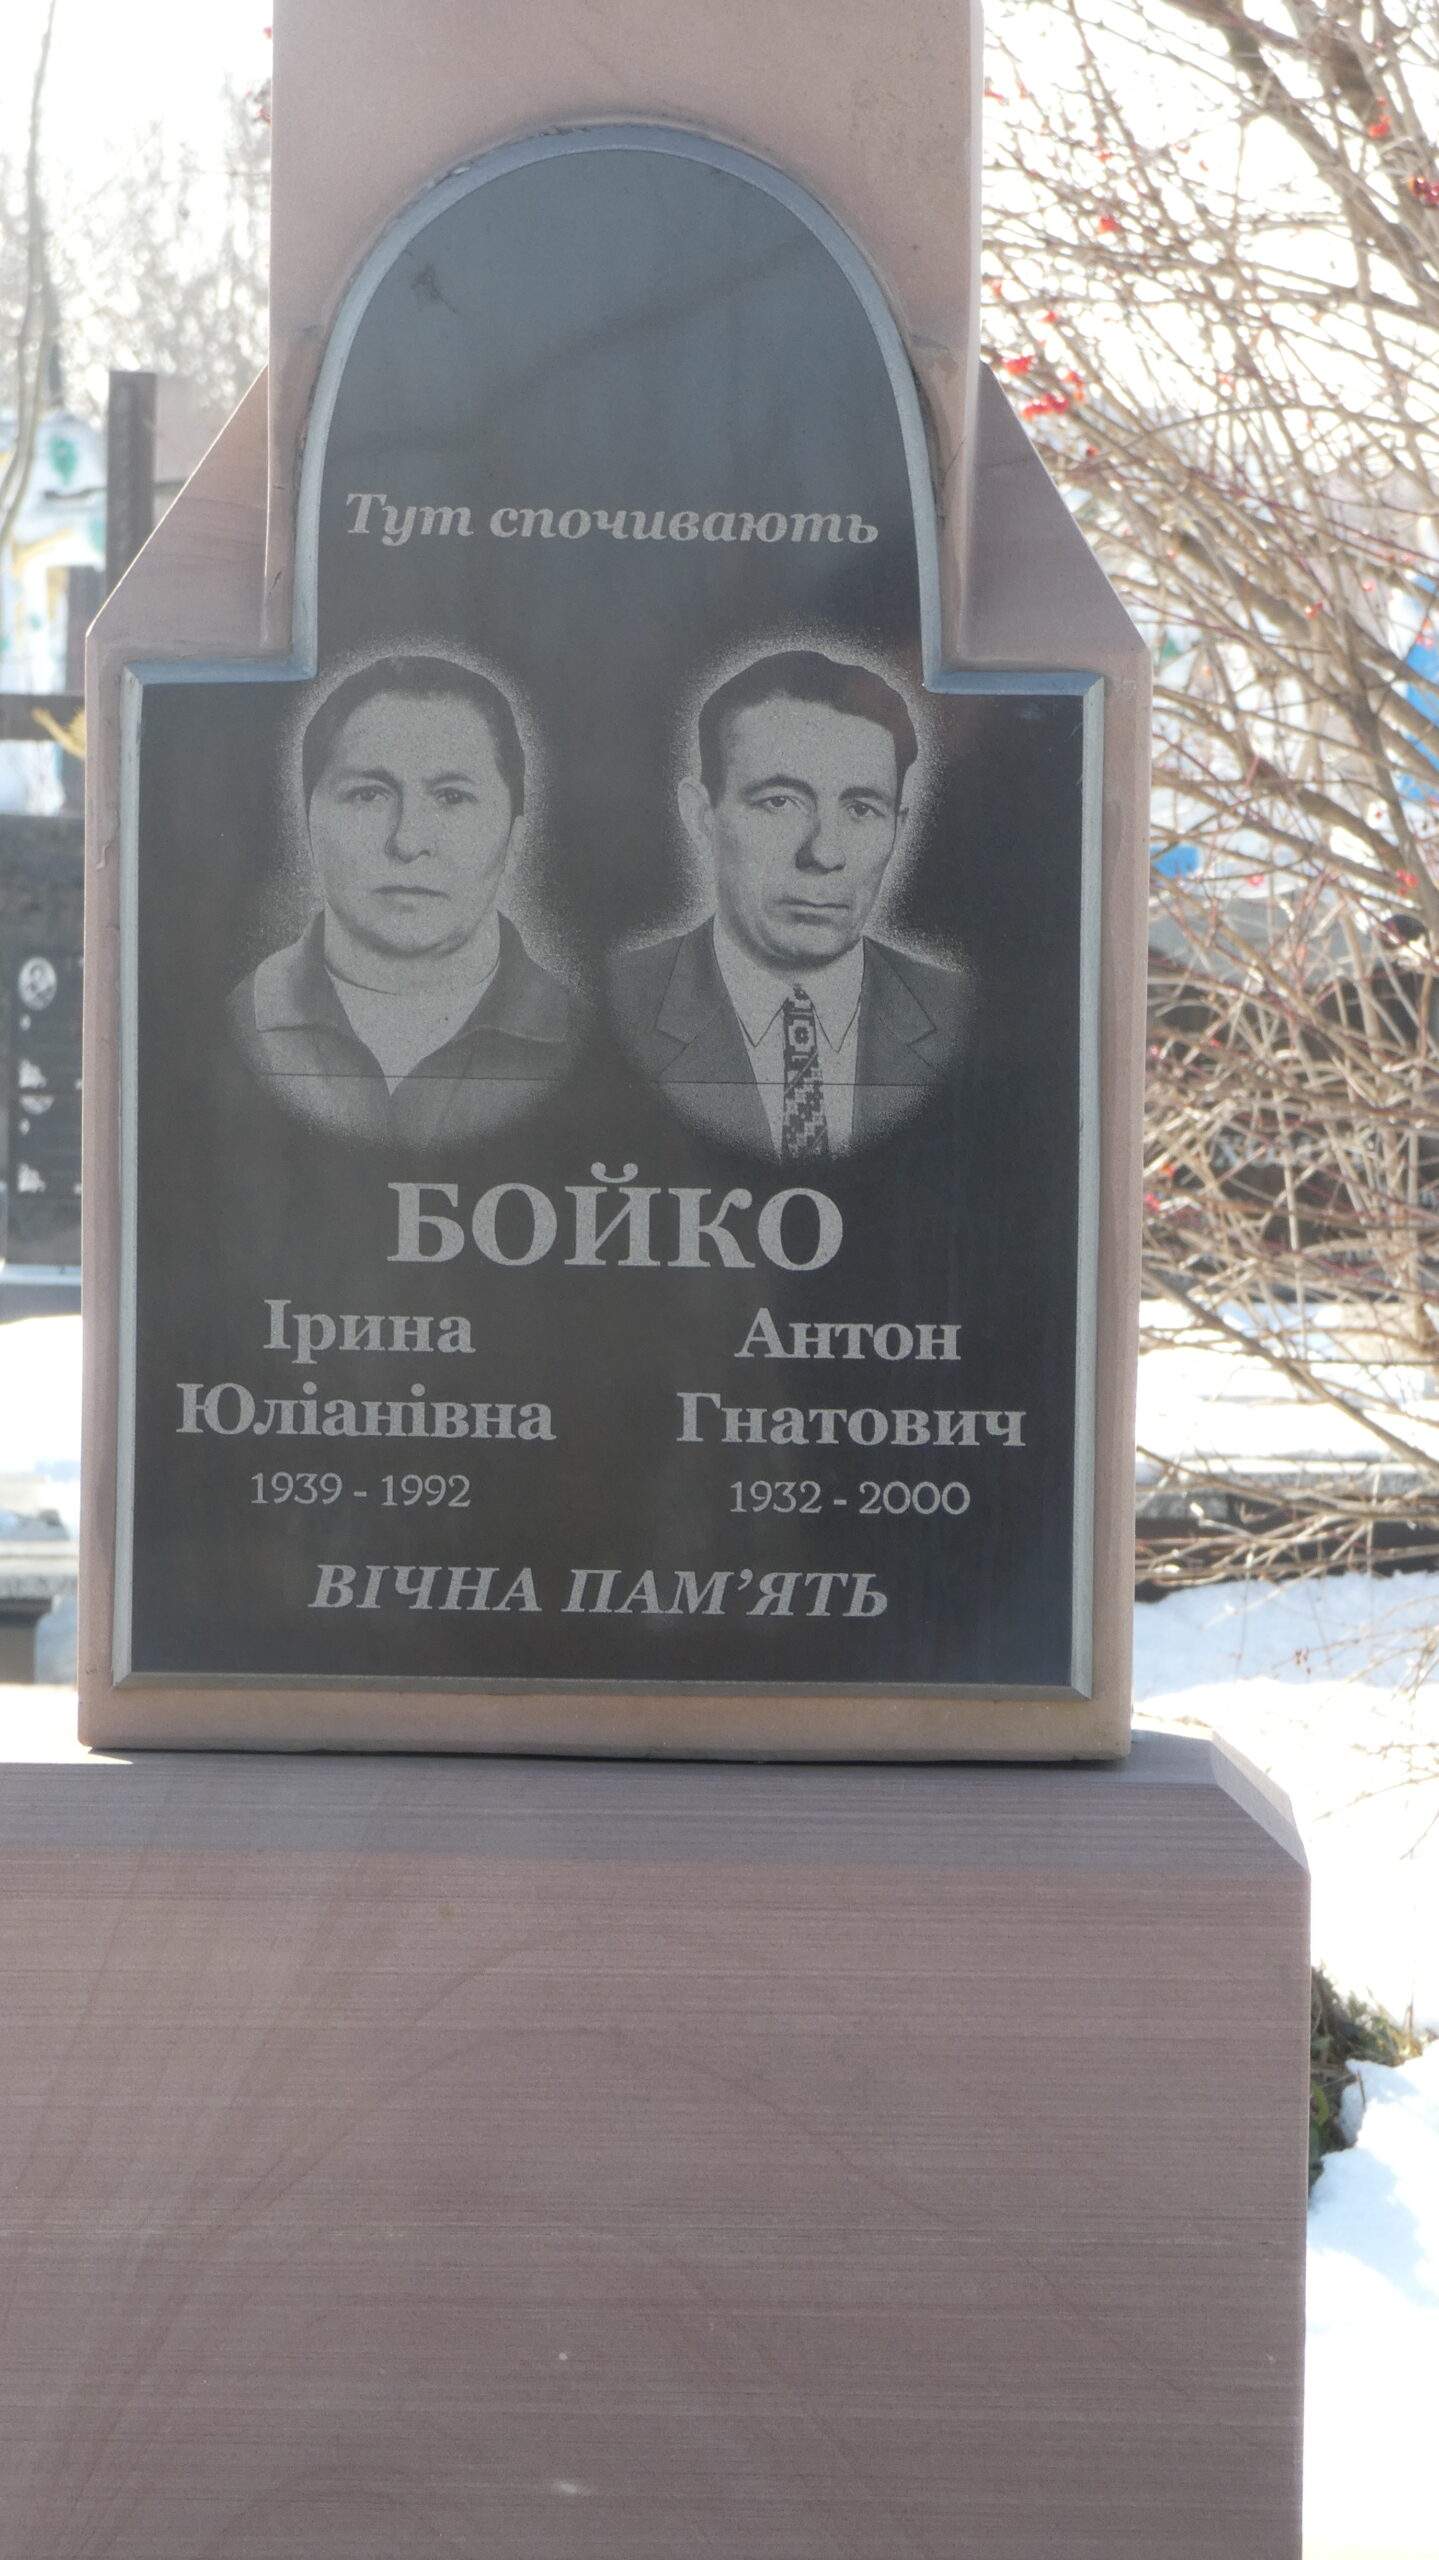 Тут спочивають
БОЙКО
Ірина
Юліанівна
1939 - 1992
Антон
Гнатович
1932 - 2000
ВІЧНА ПАМ’ЯТЬ